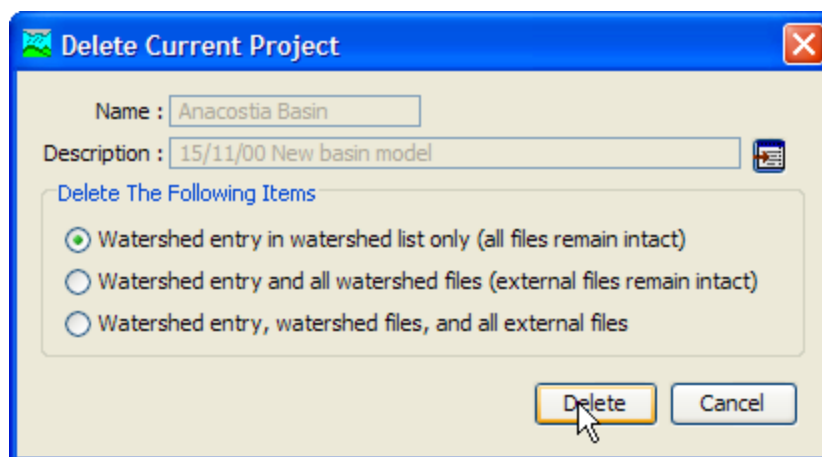 Delete Current Project
Name : Anacostia Basin
Description : 15/11/00 New basin model
Delete The Following Items
Watershed entry in watershed list only (all files remain intact)
Watershed entry and all watershed files (external files remain intact)
Watershed entry, watershed files, and all external files
Delete Cancel